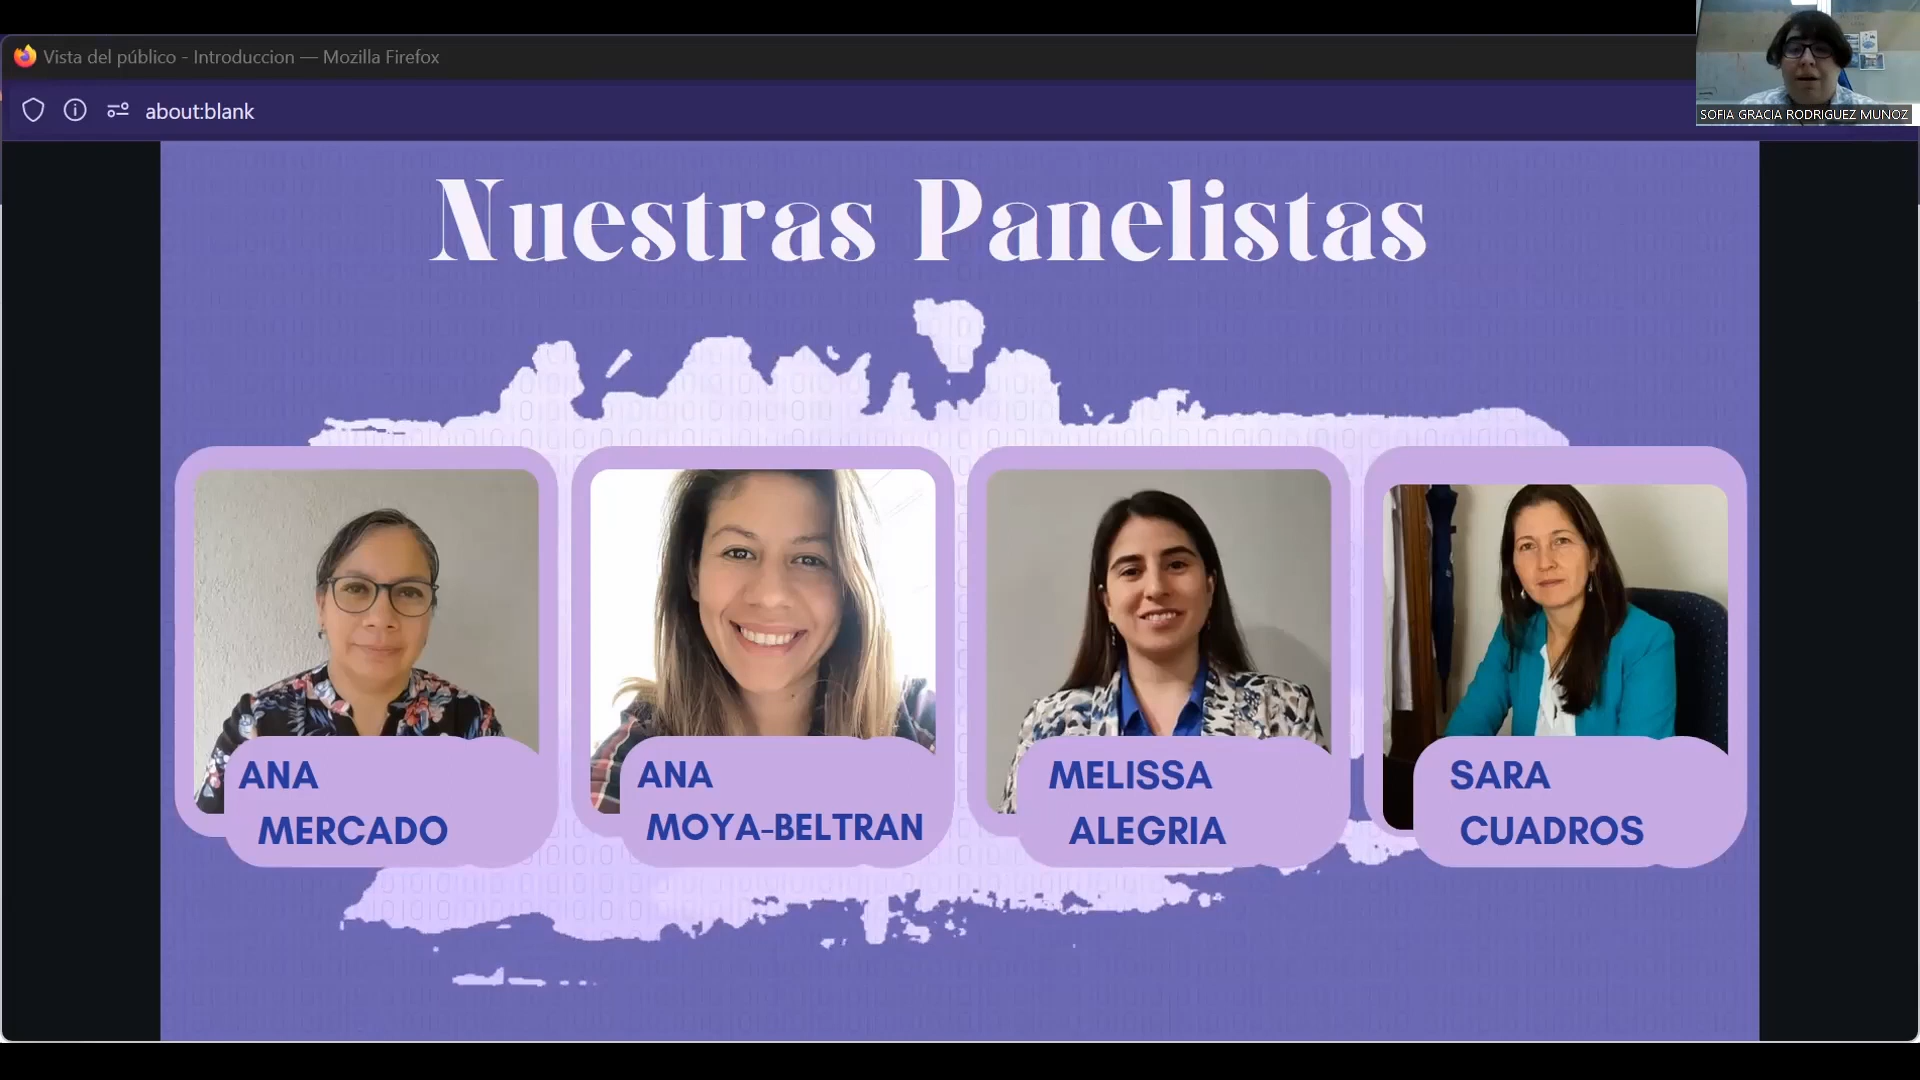 Vista del público - Introduccion — Mozilla Firefox
about:blank
SOFIA GRACIA RODRIGUEZ MUNOZ
Nuestras Panelistas
ANA
MERCADO
ANA
MOYA-BELTRAN
MELISSA
ALEGRIA
SARA
CUADROS